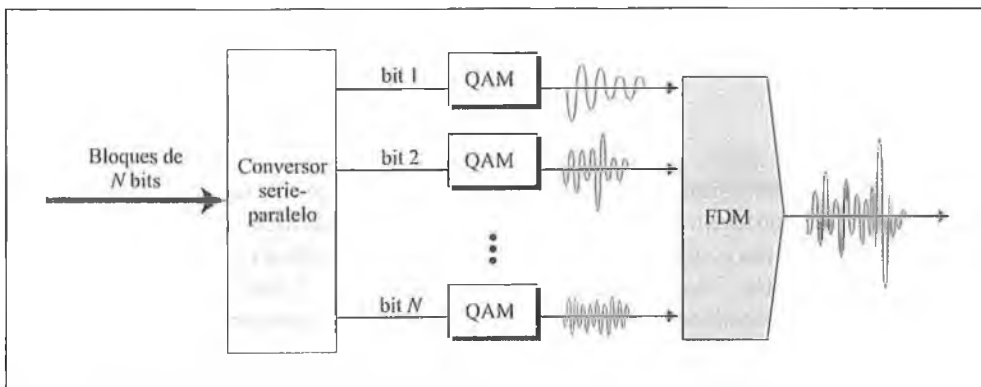 Bloques de
N bits
Conversor
serie-
paralelo
bit 1
QAM
bit 2
QAM
bit N
QAM
FDM